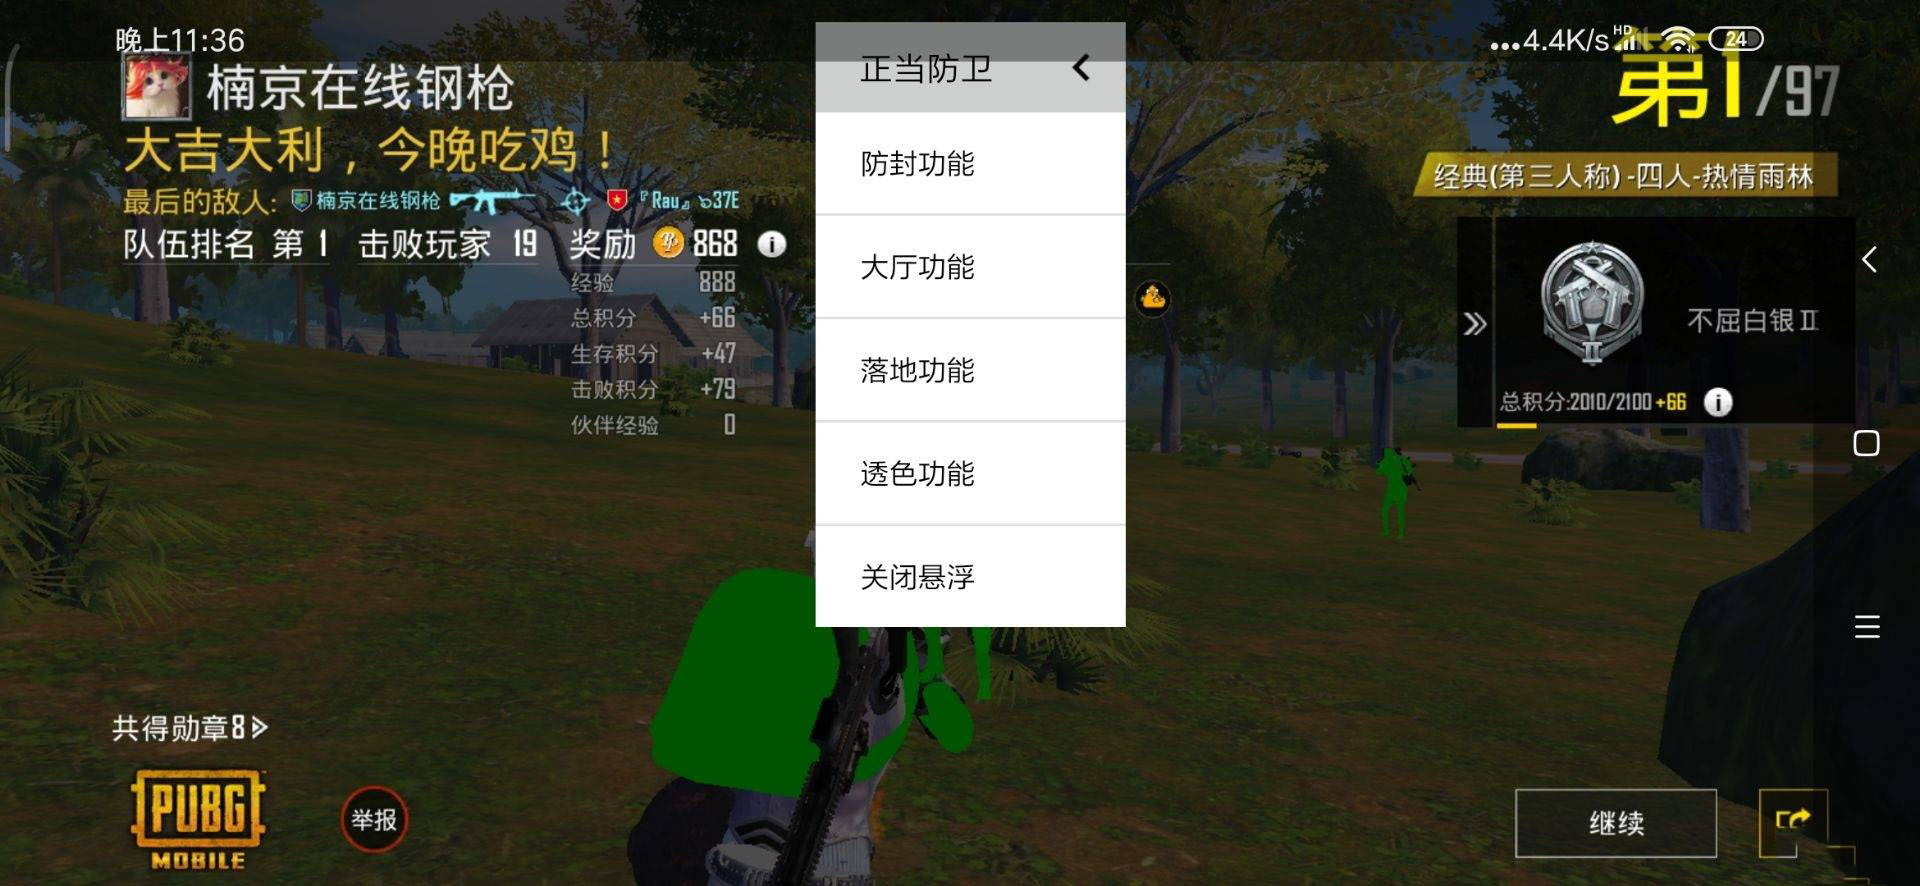 晚上11:36
...4.4K/s HD 24
楠京在线钢枪
大吉大利，今晚吃鸡！
最后的敌人: 楠京在线钢枪 『Rau』ఌ37E
队伍排名 第 1 击败玩家 19 奖励 868
经验 888
总积分 +66
生存积分 +47
击败积分 +79
伙伴经验 0
正当防卫
防封功能
大厅功能
落地功能
透色功能
关闭悬浮
第1/97
经典(第三人称)-四人-热情雨林
不屈白银II
II
总积分:2010/2100+66
共得勋章8
PUBG
MOBILE
举报
继续